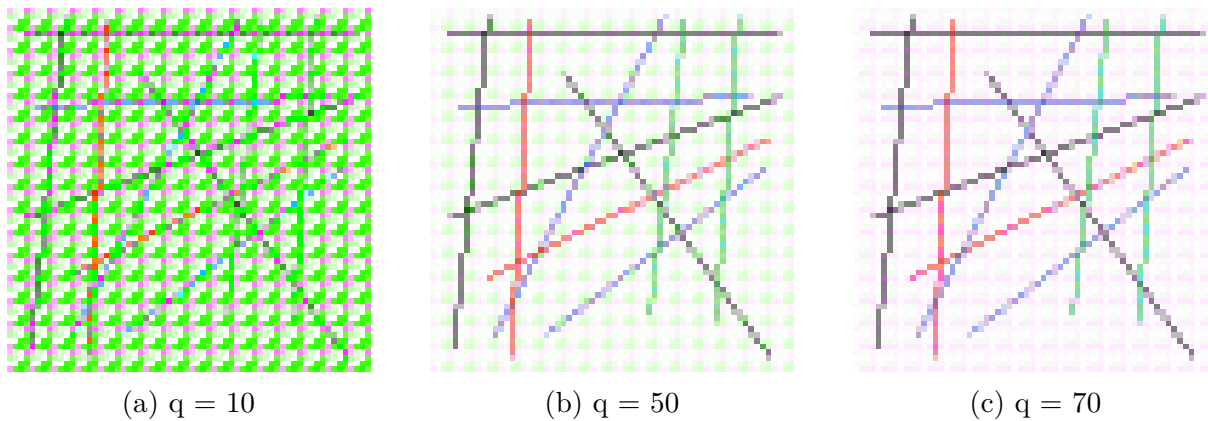 (a) q = 10
(b) q = 50
(c) q = 70